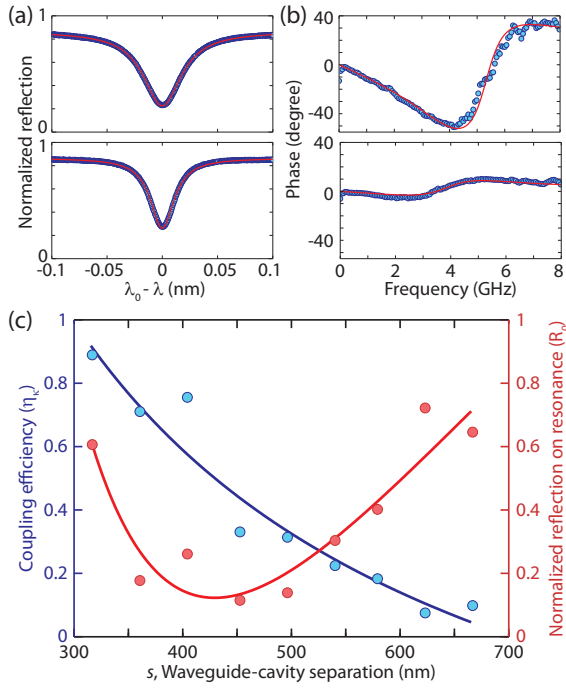 (a)
(b)
1
0
1
0
Normalized reflection
-0.1 -0.05 0 0.05 0.1
λ₀ - λ (nm)
40
0
-40
40
0
-40
Phase (degree)
0 2 4 6 8
Frequency (GHz)
(c)
1
0.8
0.6
0.4
0.2
0
Coupling efficiency (ηκ)
1
0.8
0.6
0.4
0.2
0
Normalized reflection on resonance (R₀)
300 400 500 600 700
s, Waveguide-cavity separation (nm)